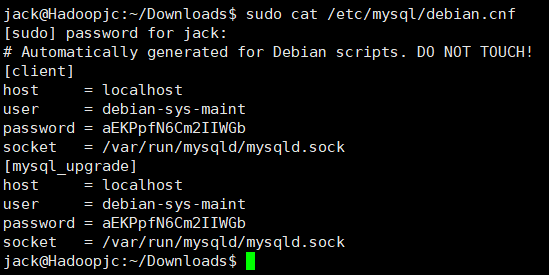 jack@Hadoopjc:~/Downloads$ sudo cat /etc/mysql/debian.cnf
[sudo] password for jack:
# Automatically generated for Debian scripts. DO NOT TOUCH!
[client]
host     = localhost
user     = debian-sys-maint
password = aEKPpfN6Cm2IIWGb
socket   = /var/run/mysqld/mysqld.sock
[mysql_upgrade]
host     = localhost
user     = debian-sys-maint
password = aEKPpfN6Cm2IIWGb
socket   = /var/run/mysqld/mysqld.sock
jack@Hadoopjc:~/Downloads$